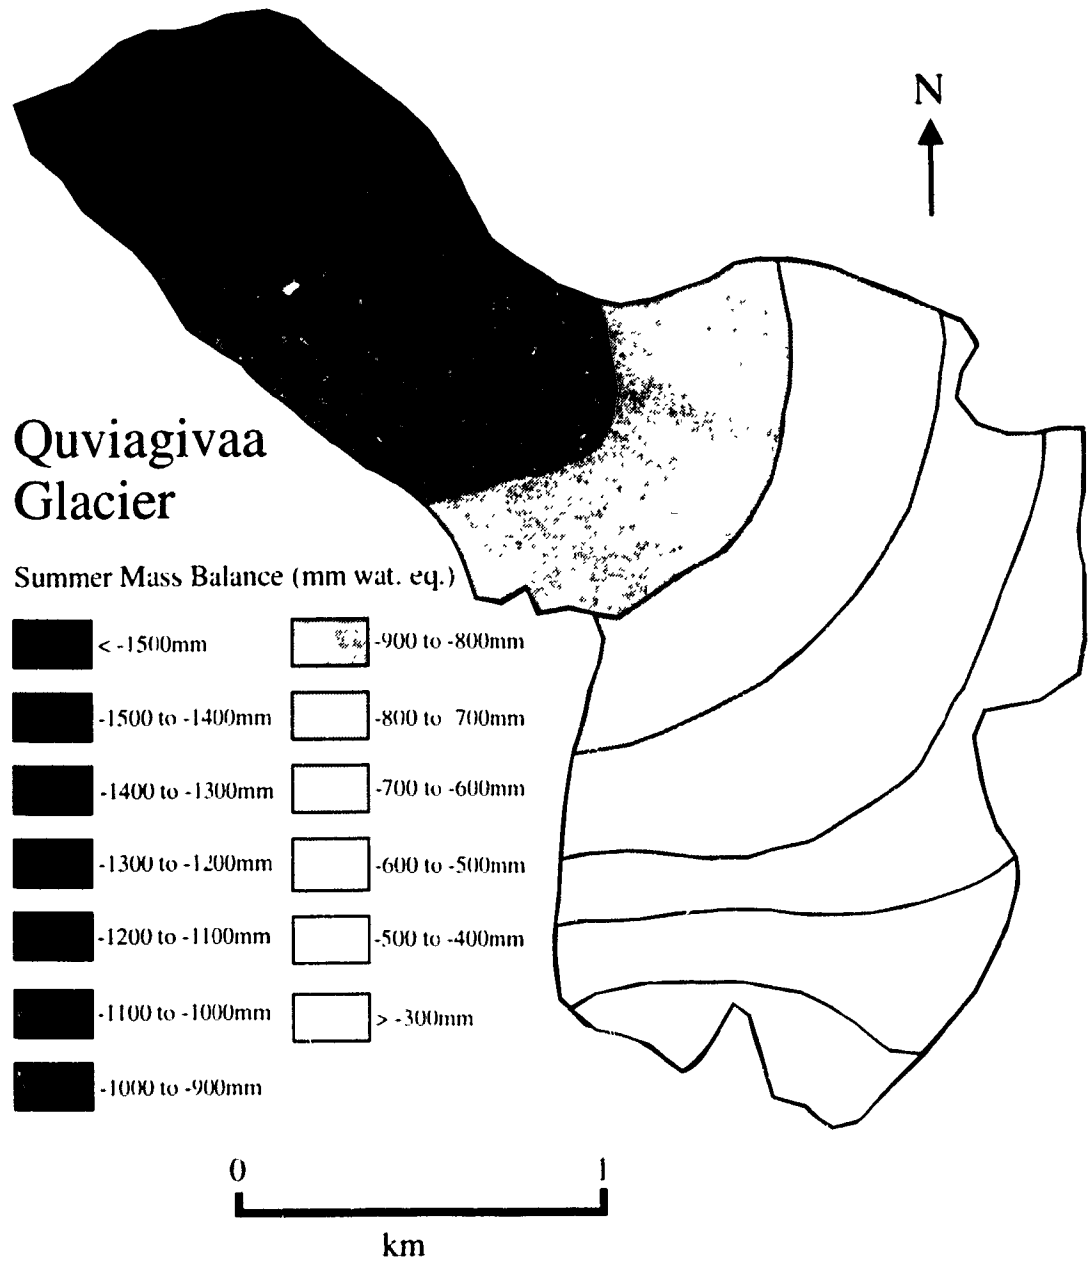 N
Quviagivaa
Glacier
Summer Mass Balance (mm wat. eq.)
< -1500mm
-1500 to -1400mm
-1400 to -1300mm
-1300 to -1200mm
-1200 to -1100mm
-1100 to -1000mm
-1000 to -900mm
-900 to -800mm
-800 to 700mm
-700 to -600mm
-600 to -500mm
-500 to -400mm
> -300mm
0 1
km